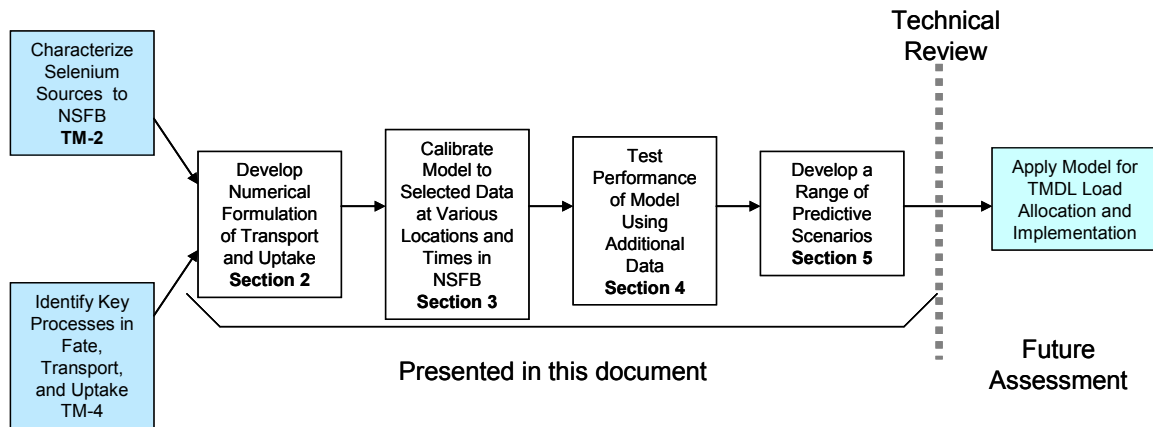 Characterize
Selenium
Sources to
NSFB
TM-2
Identify Key
Processes in
Fate,
Transport,
and Uptake
TM-4
Develop
Numerical
Formulation
of Transport
and Uptake
Section 2
Calibrate
Model to
Selected Data
at Various
Locations and
Times in
NSFB
Section 3
Test
Performance
of Model
Using
Additional
Data
Section 4
Develop a
Range of
Predictive
Scenarios
Section 5
Technical
Review
Apply Model for
TMDL Load
Allocation and
Implementation
Presented in this document
Future
Assessment